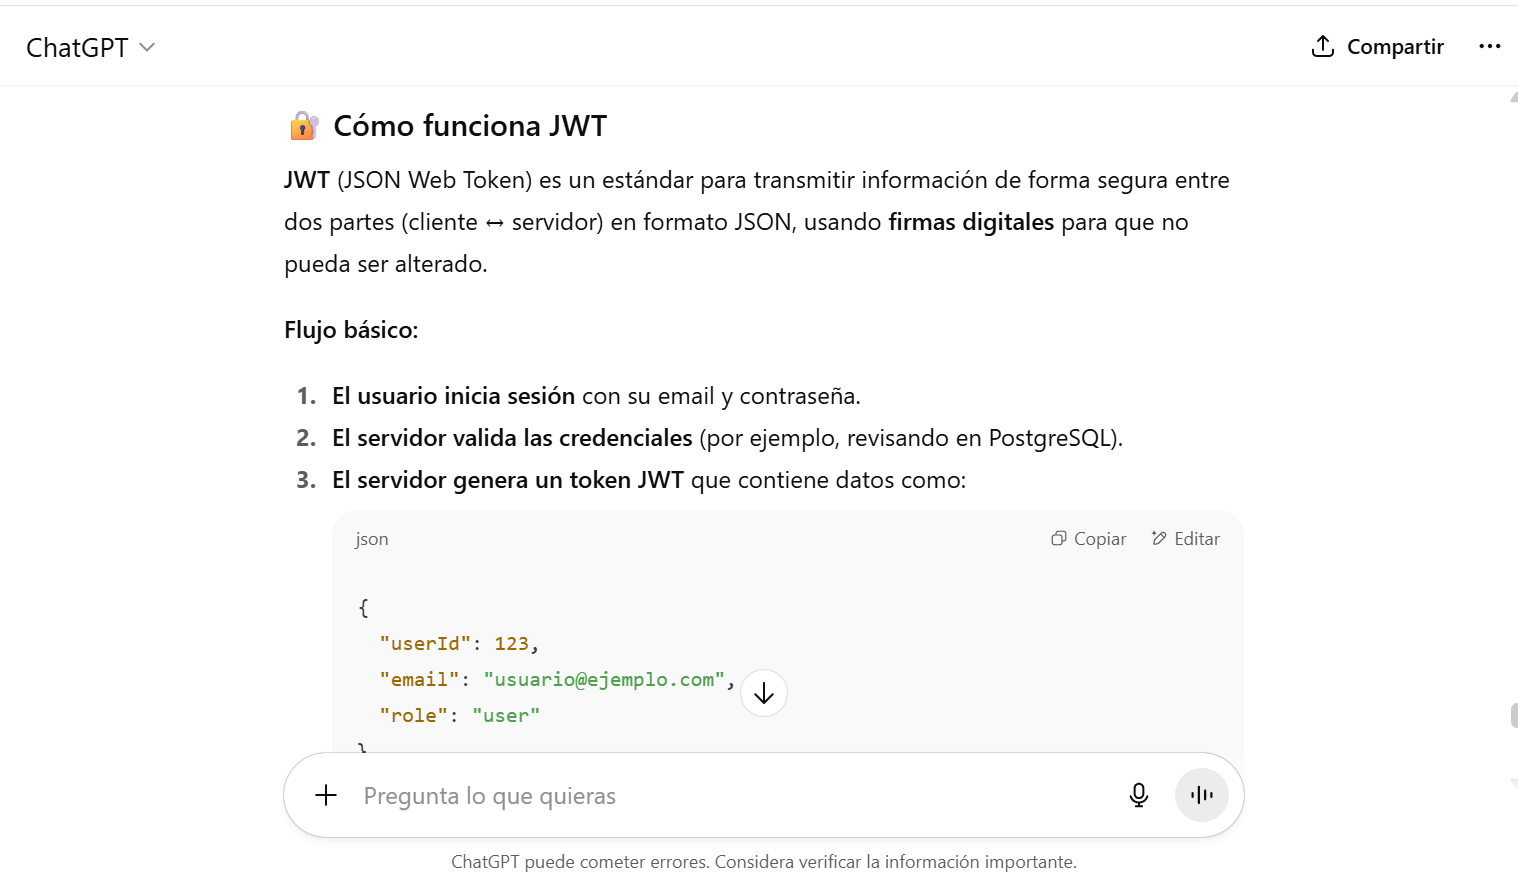 ChatGPT
Compartir
Cómo funciona JWT
JWT (JSON Web Token) es un estándar para transmitir información de forma segura entre
dos partes (cliente ↔ servidor) en formato JSON, usando firmas digitales para que no
pueda ser alterado.
Flujo básico:
1. El usuario inicia sesión con su email y contraseña.
2. El servidor valida las credenciales (por ejemplo, revisando en PostgreSQL).
3. El servidor genera un token JWT que contiene datos como:
json
Copiar
Editar
{
"userId": 123,
"email": "usuario@ejemplo.com",
"role": "user"
}
Pregunta lo que quieras
ChatGPT puede cometer errores. Considera verificar la información importante.